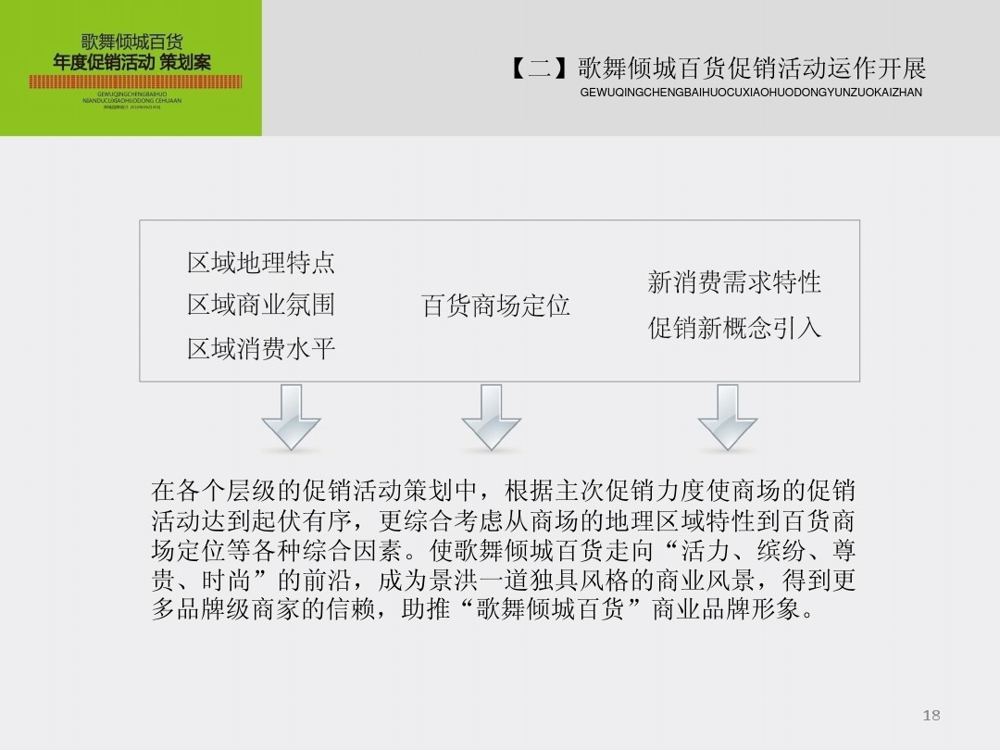 歌舞倾城百货
年度促销活动 策划案
GEWUQINGCHENGBAIHUO
NIANDUCUXIAOHUODONG CEHUAAN
【二】歌舞倾城百货促销活动运作开展
GEWUQINGCHENGBAIHUOCUXIAOHUODONGYUNZUOKAIZHAN
区域地理特点
区域商业氛围
区域消费水平
百货商场定位
新消费需求特性
促销新概念引入
在各个层级的促销活动策划中，根据主次促销力度使商场的促销
活动达到起伏有序，更综合考虑从商场的地理区域特性到百货商
场定位等各种综合因素。使歌舞倾城百货走向“活力、缤纷、尊
贵、时尚”的前沿，成为景洪一道独具风格的商业风景，得到更
多品牌级商家的信赖，助推“歌舞倾城百货”商业品牌形象。
18